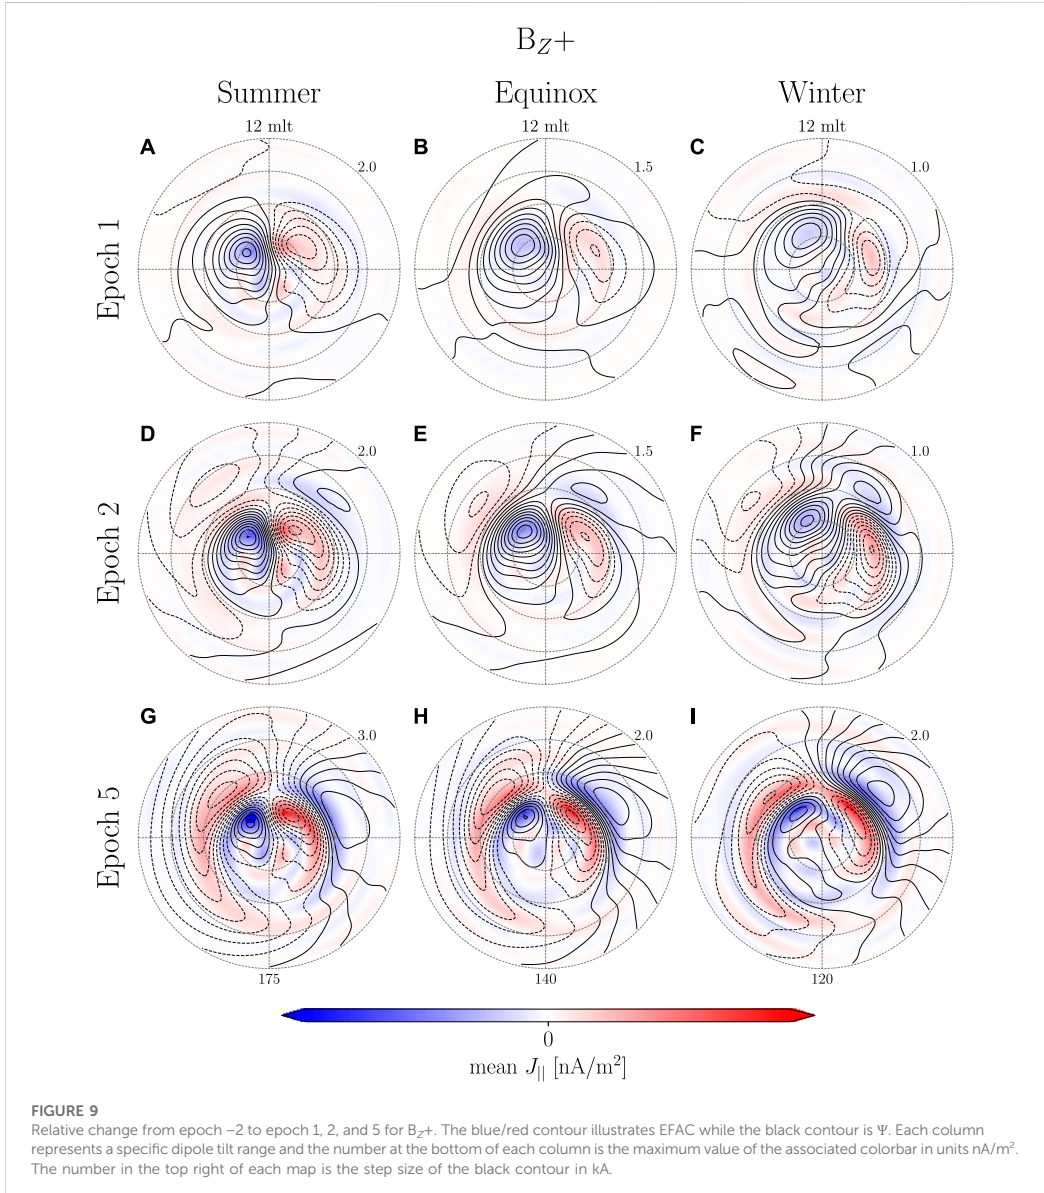 B_Z+
Summer Equinox Winter
12 mlt 12 mlt 12 mlt
A 2.0 B 1.5 C 1.0
Epoch 1
D 2.0 E 1.5 F 1.0
Epoch 2
G 3.0 H 2.0 I 2.0
Epoch 5
175 140 120
0
mean J_{||} [nA/m²]
FIGURE 9
Relative change from epoch −2 to epoch 1, 2, and 5 for B_Z+. The blue/red contour illustrates EFAC while the black contour is Ψ. Each column
represents a specific dipole tilt range and the number at the bottom of each column is the maximum value of the associated colorbar in units nA/m².
The number in the top right of each map is the step size of the black contour in kA.